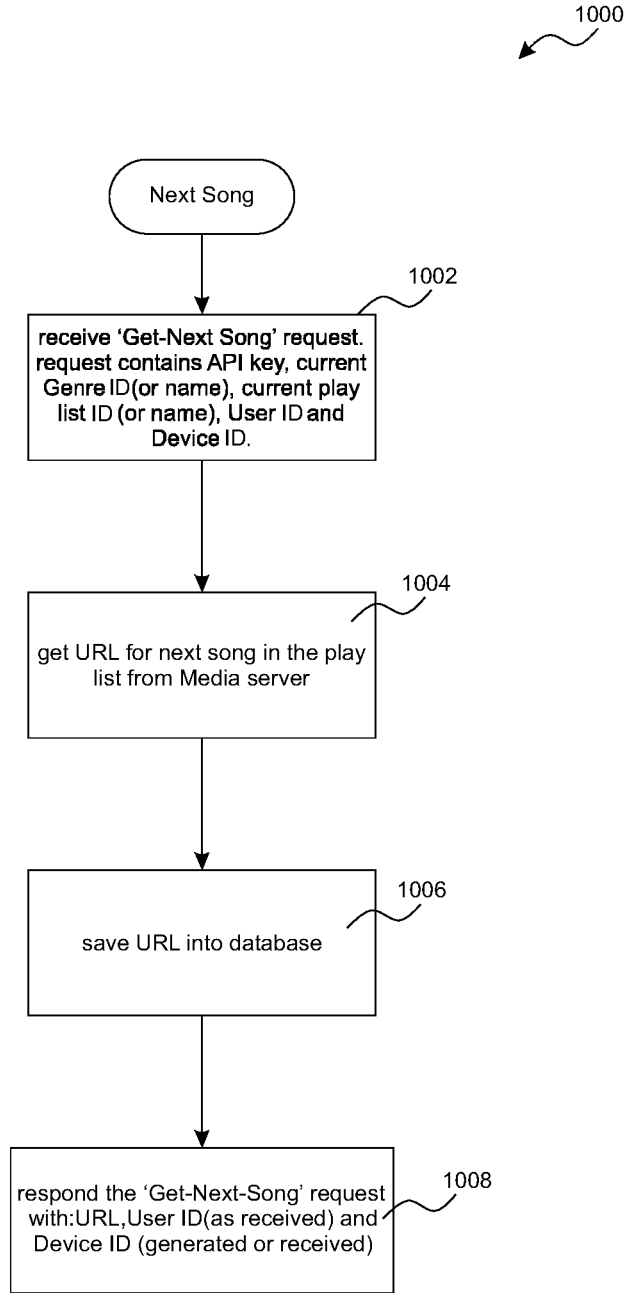 1000
Next Song
1002
receive ‘Get-Next Song’ request.
request contains API key, current
Genre ID(or name), current play
list ID (or name), User ID and
Device ID.
1004
get URL for next song in the play
list from Media server
1006
save URL into database
1008
respond the ‘Get-Next-Song’ request
with:URL,User ID(as received) and
Device ID (generated or received)